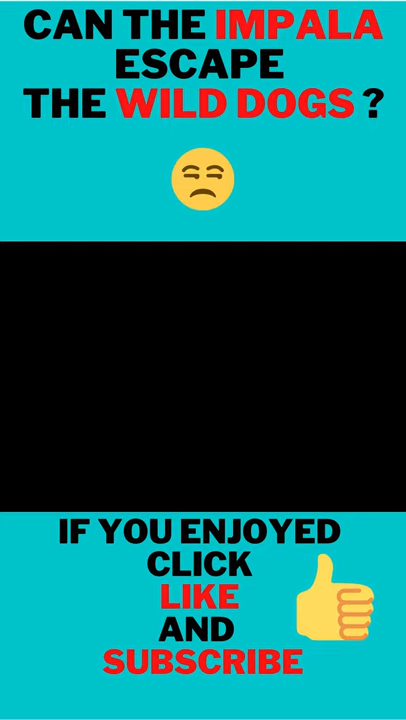 CAN THE IMPALA
ESCAPE
THE WILD DOGS ?
IF YOU ENJOYED
CLICK
LIKE
AND
SUBSCRIBE